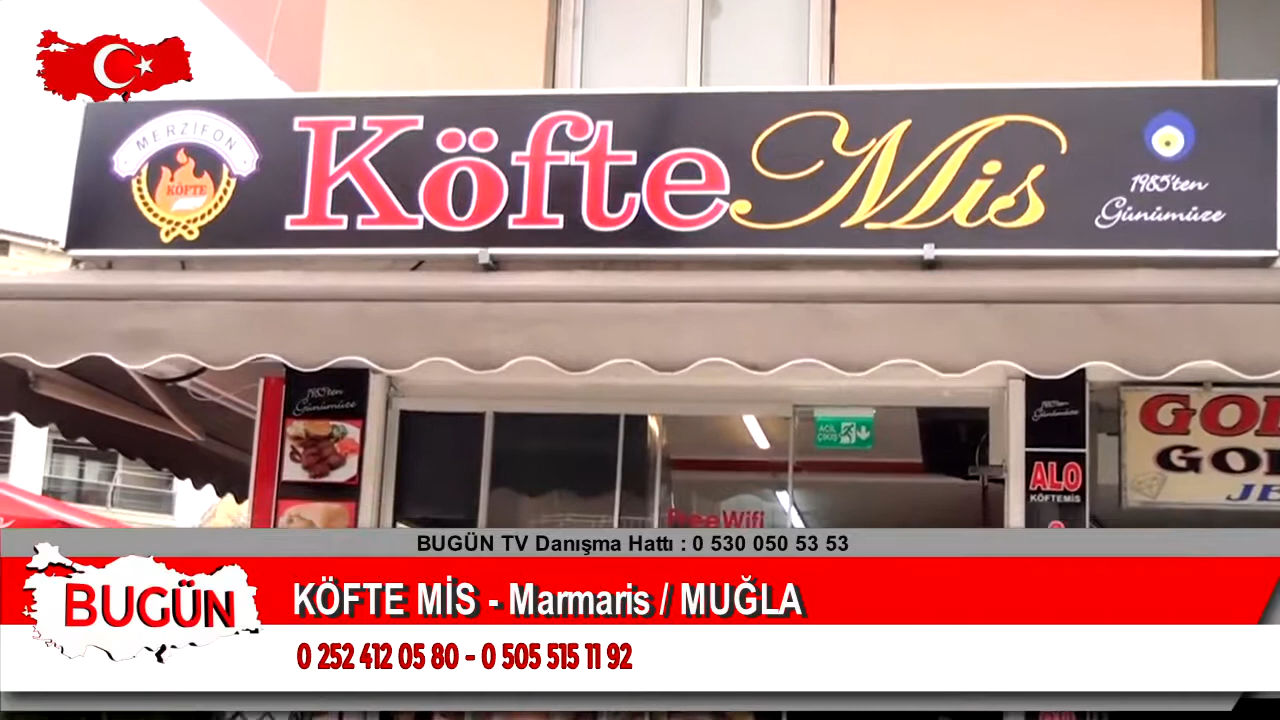 MERZİFON
KÖFTE
Köfte Mis
1985'ten
Günümüze
1985'ten
Günümüze
1985'ten
Günümüze
ACİL
ÇIKIŞ
ALO
KÖFTEMİS
Free Wifi
BUGÜN TV Danışma Hattı : 0 530 050 53 53
BUGÜN
KÖFTE MİS - Marmaris / MUĞLA
0 252 412 05 80 - 0 505 515 11 92